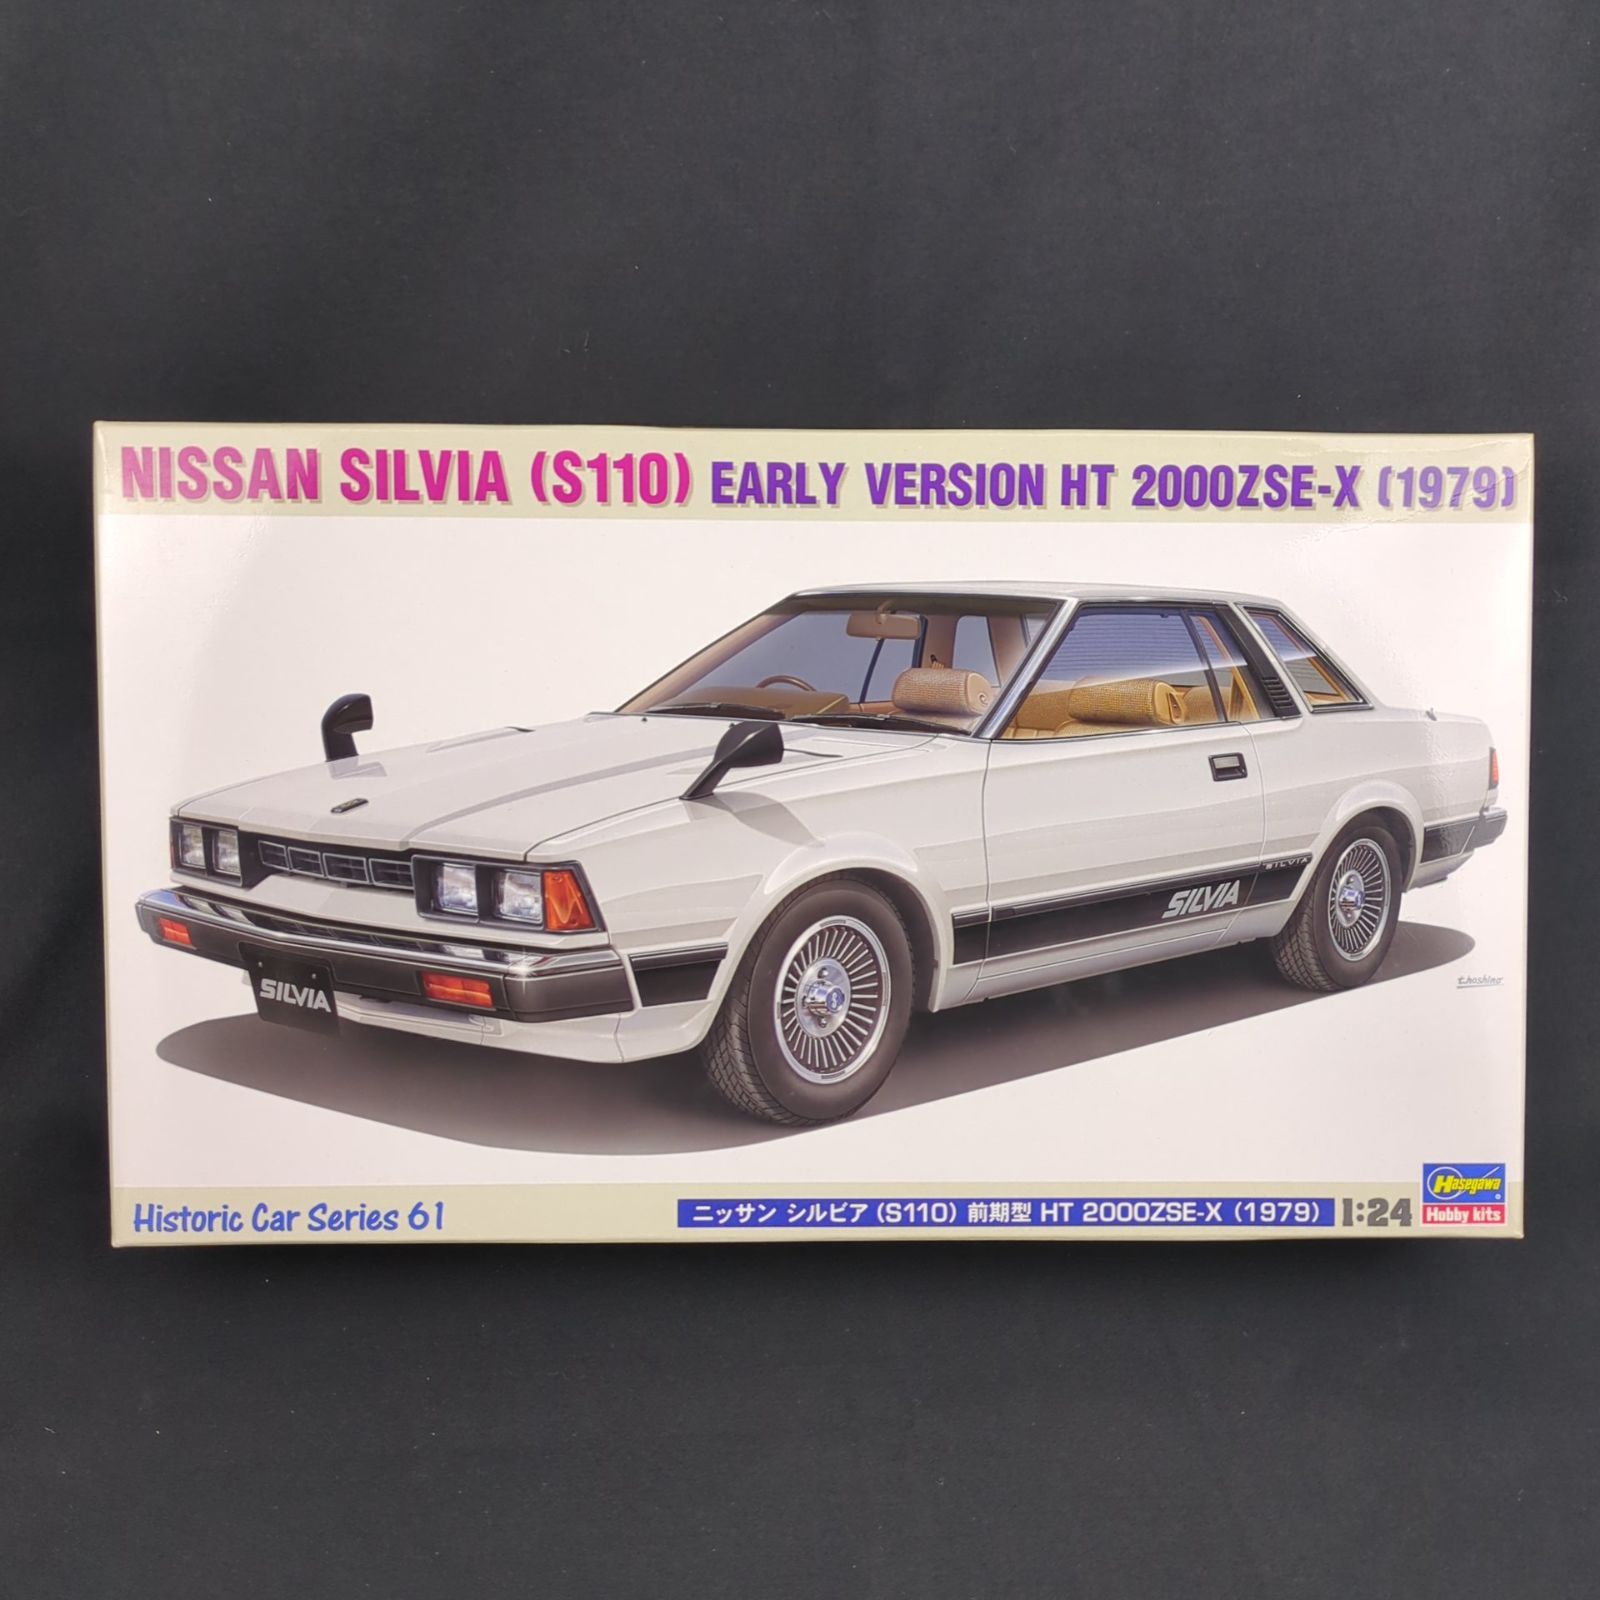 NISSAN SILVIA (S110) EARLY VERSION HT 2000ZSE-X (1979)
SILVIA
SILVIA
SILVIA
t.hoshino
Historic Car Series 61
ニッサン シルビア (S110) 前期型 HT 2000ZSE-X (1979)
1:24
Hasegawa
Hobby kits